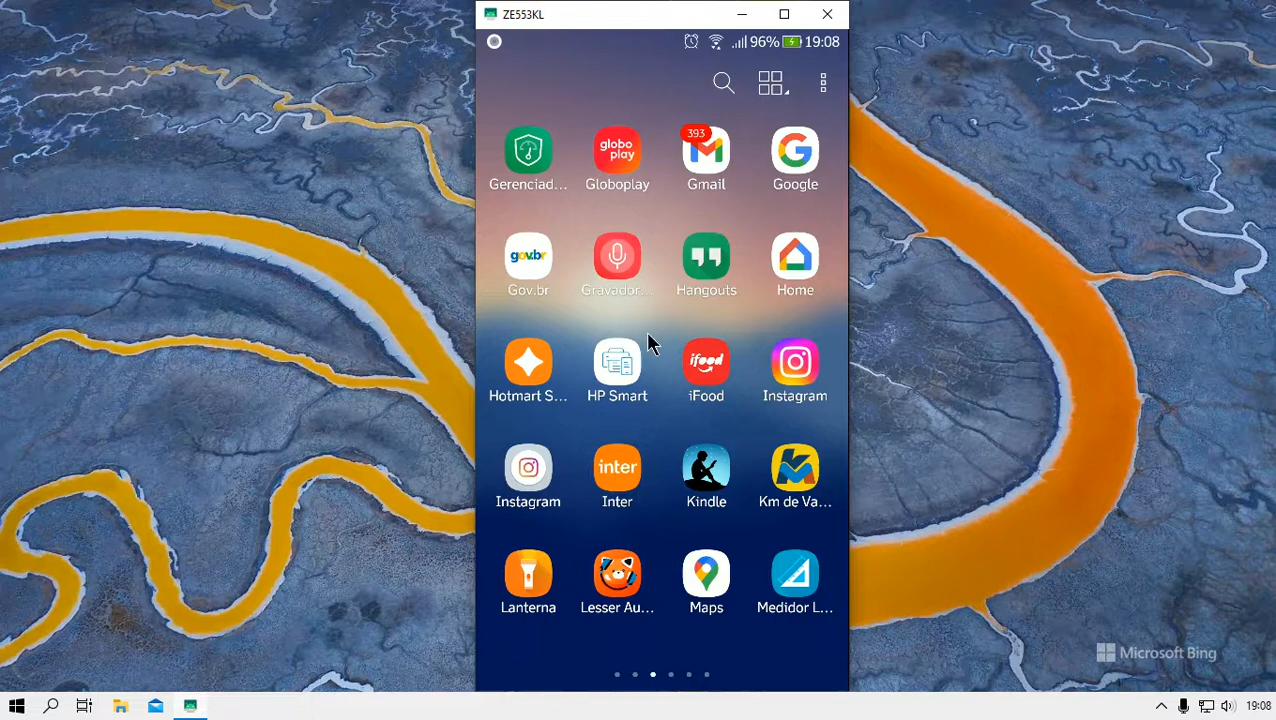 ZE553KL
96% 19:08
Gerenciad... globo play Globoplay 393 Gmail Google
gov.br Gov.br Gravador... Hangouts Home
Hotmart S... HP Smart ifood iFood Instagram
Instagram inter Inter Kindle Km de Va...
Lanterna Lesser Au... Maps Medidor L...
Microsoft Bing
19:08